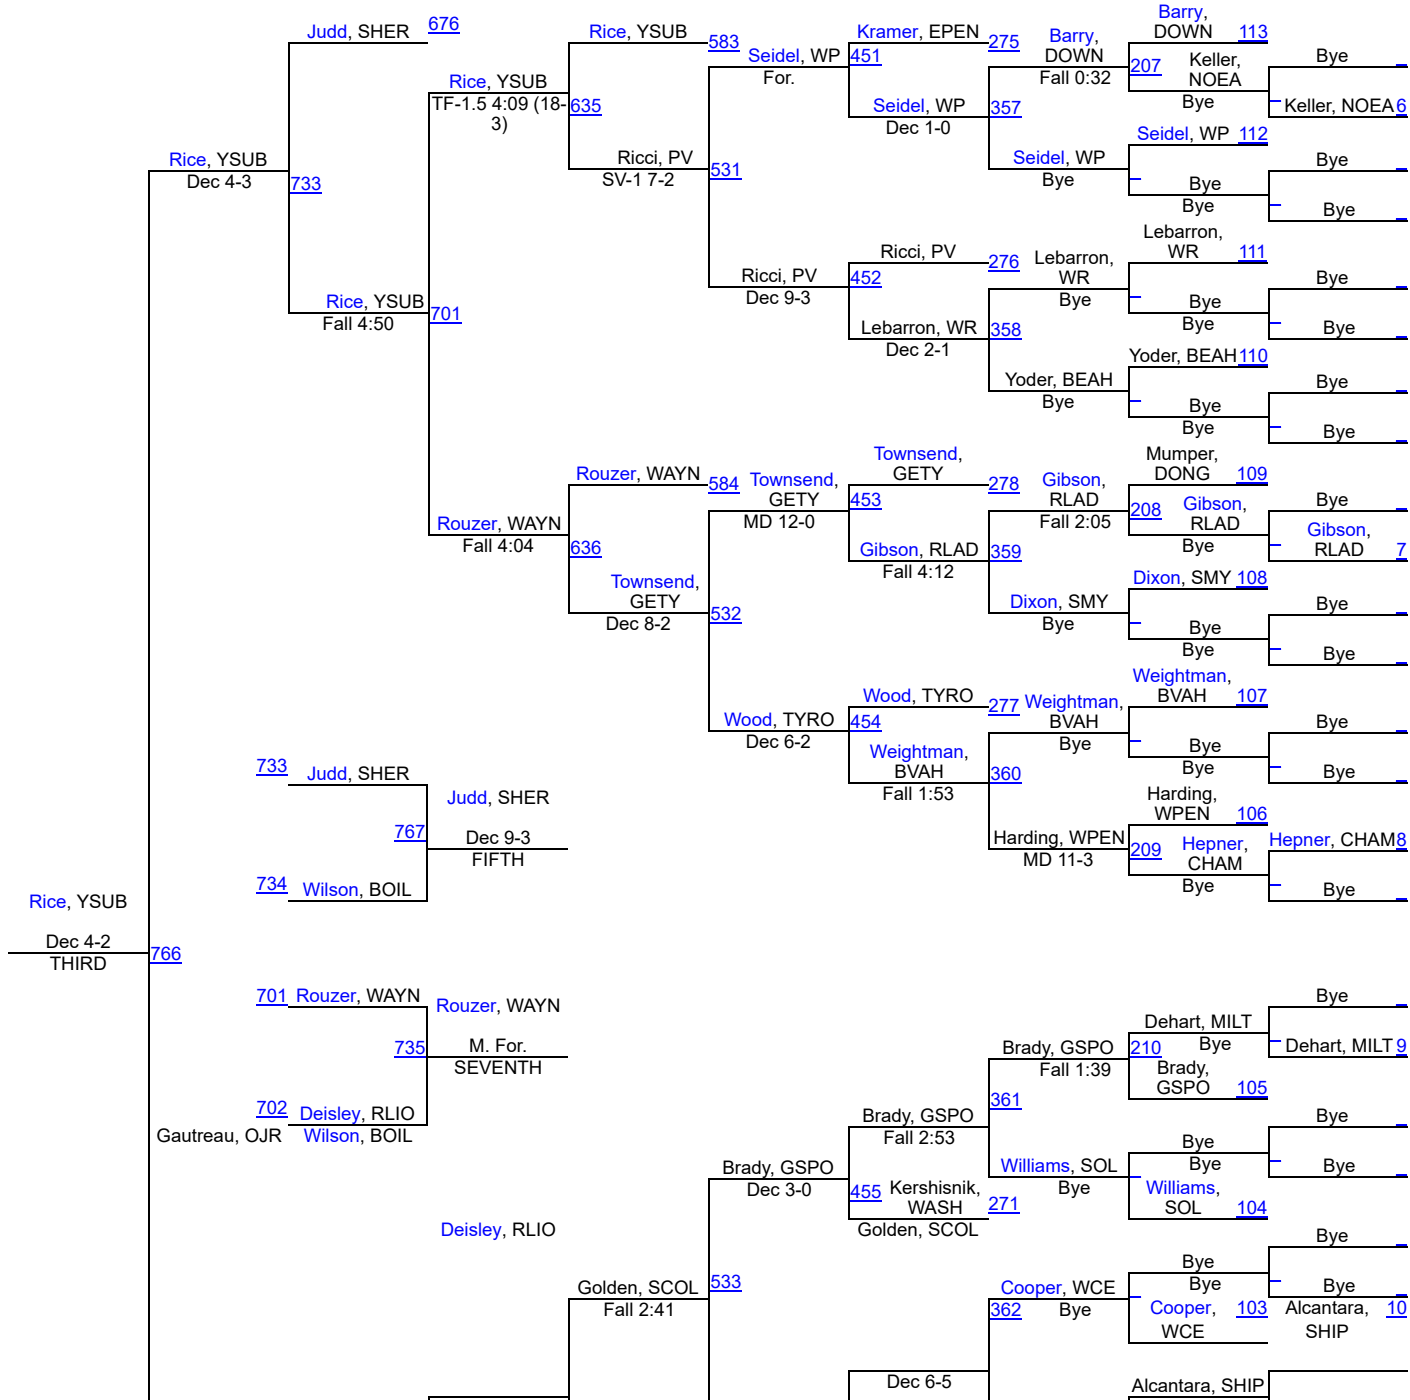 Judd, SHER 676
Rice, YSUB
583
Kramer, EPEN
275
Barry,
DOWN
Fall 0:32
Barry,
DOWN 113
Bye
Seidel, WP
For.
451
207
Keller,
NOEA
Bye
Keller, NOEA 6
Rice, YSUB
TF-1.5 4:09 (18-
3)
635
Seidel, WP
Dec 1-0
357
Seidel, WP 112
Bye
Rice, YSUB
Dec 4-3
733
Ricci, PV
SV-1 7-2
531
Seidel, WP
Bye
Bye
Bye
Bye
Lebarron,
WR 111
Ricci, PV
276
Lebarron,
WR
Bye
Bye
Ricci, PV
Dec 9-3
452
Bye
Bye
Bye
Rice, YSUB
Fall 4:50
701
Lebarron, WR
Dec 2-1
358
Yoder, BEAH 110
Bye
Yoder, BEAH
Bye
Bye
Bye
Bye
Rouzer, WAYN
584
Townsend,
GETY
MD 12-0
Townsend,
GETY
278
Gibson,
RLAD
Fall 2:05
Mumper,
DONG 109
Bye
453
208
Gibson,
RLAD
Bye
Gibson,
RLAD 7
Rouzer, WAYN
Fall 4:04
636
Gibson, RLAD
Fall 4:12
359
Dixon, SMY 108
Bye
Townsend,
GETY
Dec 8-2
532
Dixon, SMY
Bye
Bye
Bye
Bye
Weightman,
BVAH 107
Wood, TYRO
277
Weightman,
BVAH
Bye
Bye
Wood, TYRO
Dec 6-2
454
Bye
Bye
Bye
Weightman,
BVAH
Fall 1:53
360
733
Judd, SHER
Judd, SHER
Harding,
WPEN 106
767
Dec 9-3
FIFTH
Harding, WPEN
MD 11-3
209
Hepner,
CHAM
Bye
Hepner, CHAM 8
734
Wilson, BOIL
Bye
Rice, YSUB
Dec 4-2
THIRD
766
701
Rouzer, WAYN
Rouzer, WAYN
Bye
735
M. For.
SEVENTH
Brady, GSPO
Fall 1:39
Dehart, MILT
Bye
210
Dehart, MILT 9
Brady,
GSPO 105
702
Deisley, RLIO
Gautreau, OJR
Wilson, BOIL
Brady, GSPO
Fall 2:53
361
Bye
Bye
Bye
Bye
Brady, GSPO
Dec 3-0
455
Kershisnik,
WASH
271
Golden, SCOL
Williams, SOL
Bye
Williams,
SOL 104
Deisley, RLIO
Bye
Golden, SCOL
Fall 2:41
533
Cooper, WCE
Bye
362
Bye
Bye
Bye
Cooper,
WCE
103
Alcantara,
SHIP
10
Dec 6-5
Alcantara, SHIP